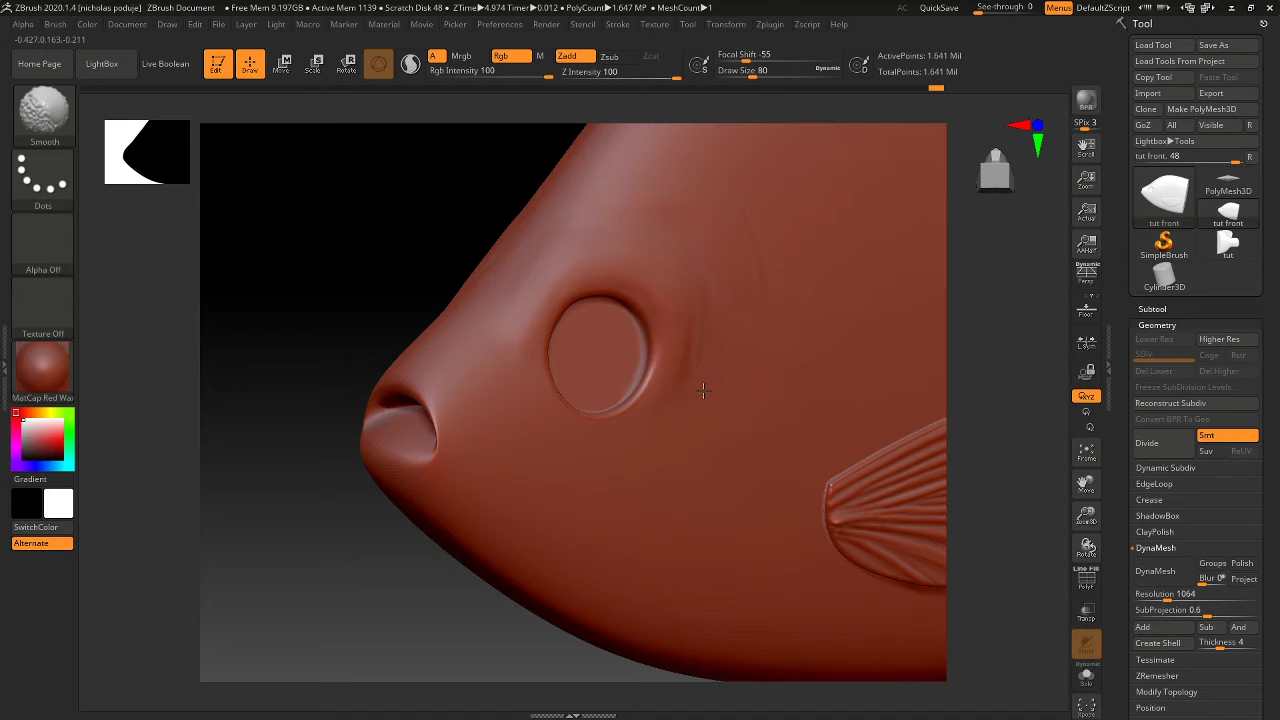 ZBrush 2020.1.4 [nicholas poduje] ZBrush Document • Free Mem 9.197GB • Active Mem 1139 • Scratch Disk 48 • ZTime▶4.974 Timer▶0.012 • PolyCount▶1.647 MP • MeshCount▶1 AC QuickSave See-through 0 Menus DefaultZScript
Alpha Brush Color Document Draw Edit File Layer Light Macro Marker Material Movie Picker Preferences Render Stencil Stroke Texture Tool Transform Zplugin Zscript Help
Tool
-0.427,0.163,-0.211
Home Page LightBox Live Boolean Edit Draw Move Scale Rotate
A Mrgb Rgb M Zadd Zsub Zcut
Rgb Intensity 100 Z Intensity 100
Focal Shift -55
Draw Size 80 Dynamic
S D
ActivePoints: 1.641 Mil
TotalPoints: 1.641 Mil
Smooth
Dots
Alpha Off
Texture Off
MatCap Red Wa
Gradient
SwitchColor
Alternate
BPR
SPix 3
Scroll
Zoom
Actual
AAHalf
Dynamic
Persp
Floor
L.Sym
XYZ
Frame
Move
Zoom3D
Rotate
Line Fill
PolyF
Transp
Ghost
Dynamic
Solo
Xpose
Load Tool Save As
Load Tools From Project
Copy Tool Paste Tool
Import Export
Clone Make PolyMesh3D
GoZ All Visible R
Lightbox▶Tools
tut front. 48 R
PolyMesh3D
tut front tut front
SimpleBrush tut
Cylinder3D
Subtool
Geometry
Lower Res Higher Res
SDiv Cage Rstr
Del Lower Del Higher
Freeze SubDivision Levels
Reconstruct Subdiv
Convert BPR To Geo
Divide Smt
Suv ReUV
Dynamic Subdiv
EdgeLoop
Crease
ShadowBox
ClayPolish
DynaMesh
DynaMesh Groups Polish
Blur 0 Project
Resolution 1064
SubProjection 0.6
Add Sub And
Create Shell Thickness 4
Tessimate
ZRemesher
Modify Topology
Position